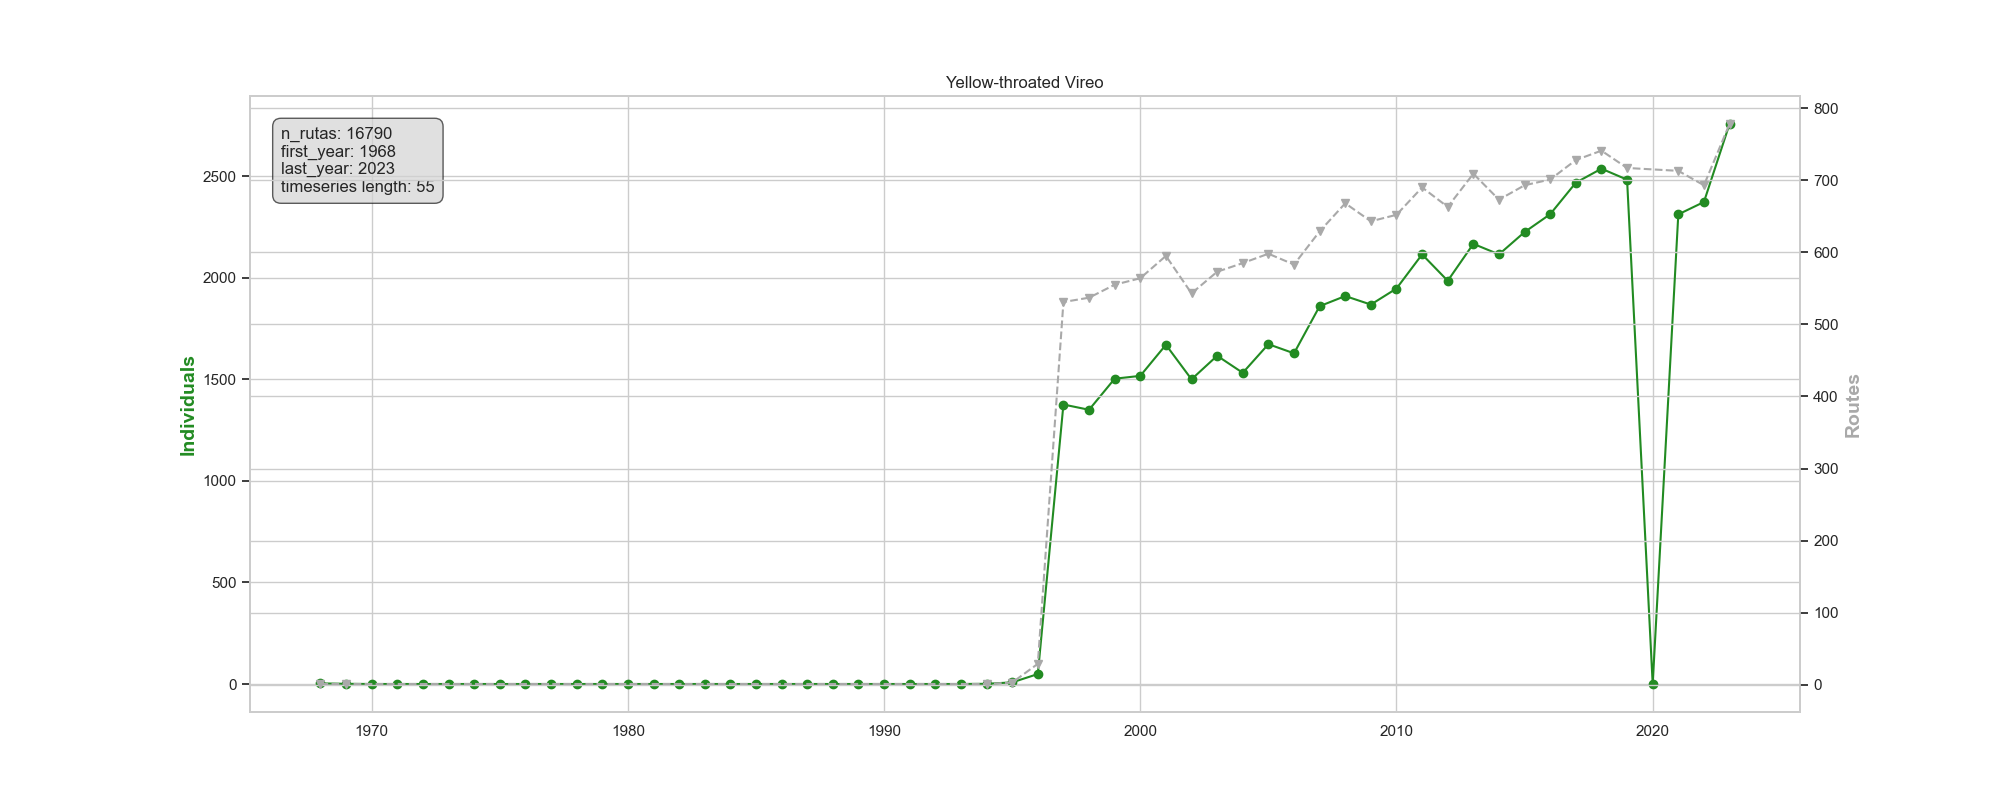 Yellow-throated Vireo
n_rutas: 16790
first_year: 1968
last_year: 2023
timeseries length: 55
Individuals
2500
2000
1500
1000
500
0
800
700
600
500
400
300
200
100
0
Routes
1970 1980 1990 2000 2010 2020